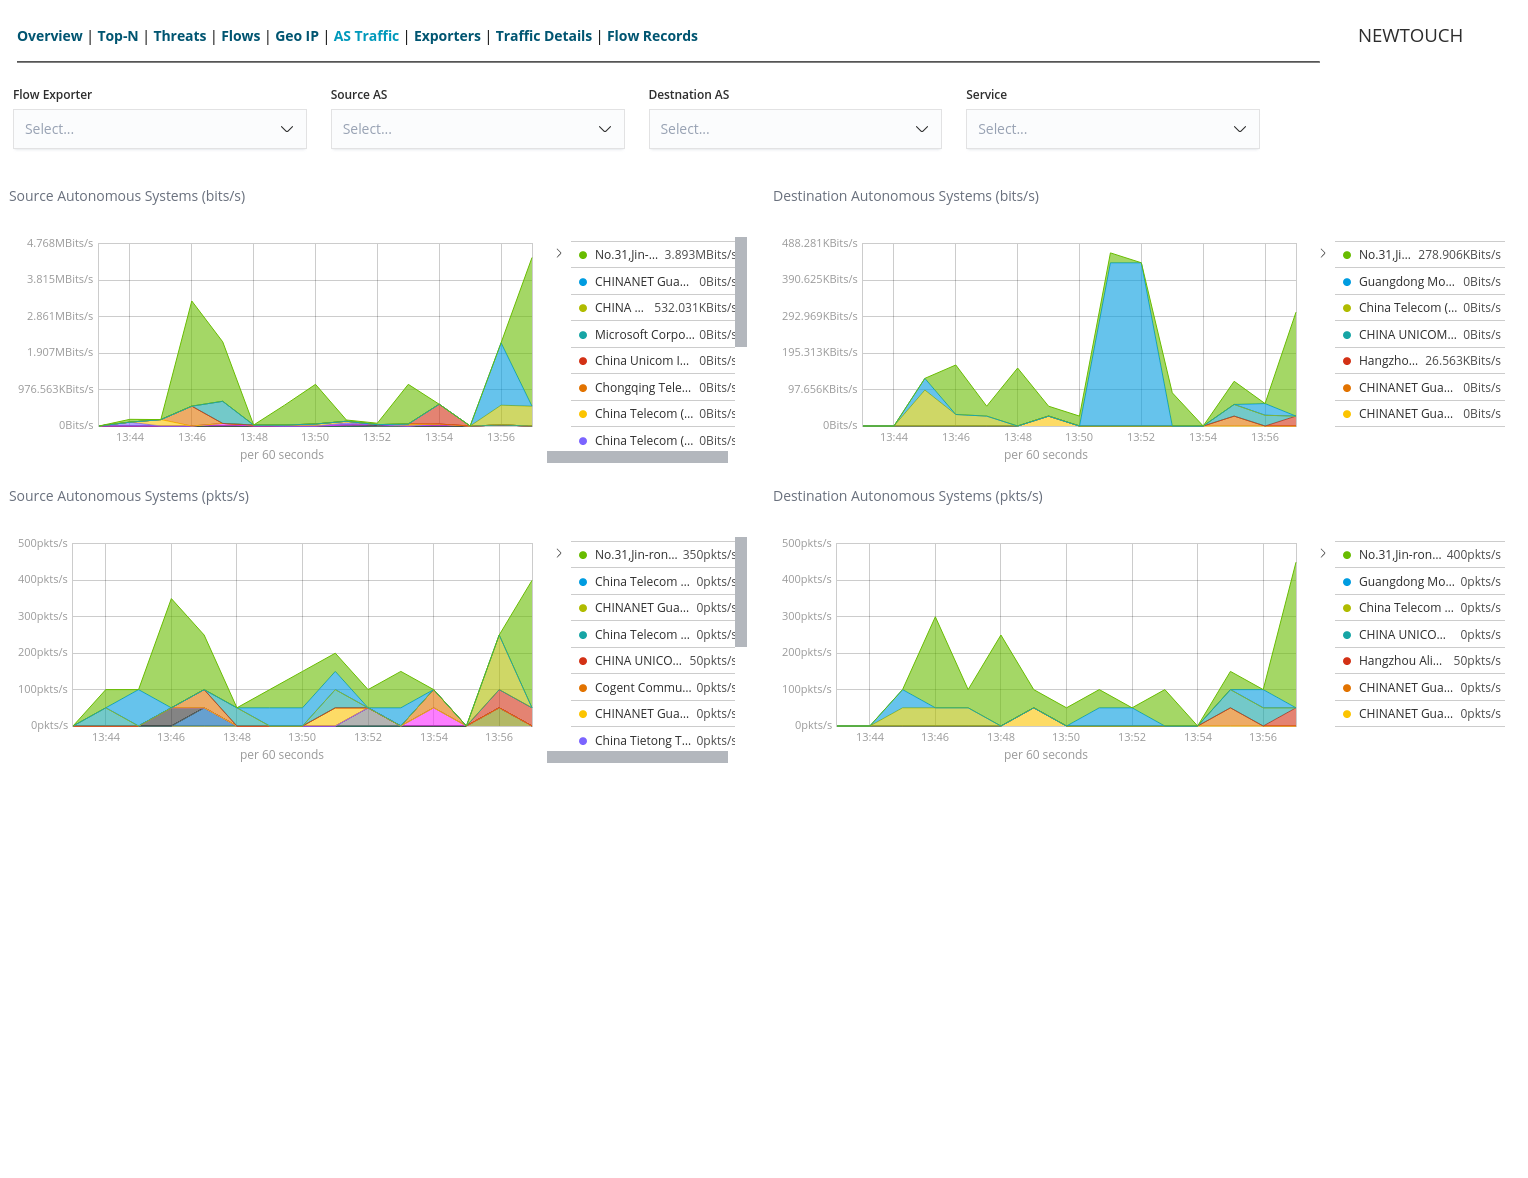 Overview | Top-N | Threats | Flows | Geo IP | AS Traffic | Exporters | Traffic Details | Flow Records
NEWTOUCH
Flow Exporter
Source AS
Destnation AS
Service
Select...
Select...
Select...
Select...
Source Autonomous Systems (bits/s)
4.768MBits/s
3.815MBits/s
2.861MBits/s
1.907MBits/s
976.563KBits/s
0Bits/s
13:44 13:46 13:48 13:50 13:52 13:54 13:56
per 60 seconds
No.31,Jin-... 3.893MBits/s
CHINANET Gua... 0Bits/s
CHINA ... 532.031KBits/s
Microsoft Corpo... 0Bits/s
China Unicom I... 0Bits/s
Chongqing Tele... 0Bits/s
China Telecom (... 0Bits/s
China Telecom (... 0Bits/s
Destination Autonomous Systems (bits/s)
488.281KBits/s
390.625KBits/s
292.969KBits/s
195.313KBits/s
97.656KBits/s
0Bits/s
13:44 13:46 13:48 13:50 13:52 13:54 13:56
per 60 seconds
No.31,Ji... 278.906KBits/s
Guangdong Mo... 0Bits/s
China Telecom (... 0Bits/s
CHINA UNICOM... 0Bits/s
Hangzho... 26.563KBits/s
CHINANET Gua... 0Bits/s
CHINANET Gua... 0Bits/s
Source Autonomous Systems (pkts/s)
500pkts/s
400pkts/s
300pkts/s
200pkts/s
100pkts/s
0pkts/s
13:44 13:46 13:48 13:50 13:52 13:54 13:56
per 60 seconds
No.31,Jin-ron... 350pkts/s
China Telecom ... 0pkts/s
CHINANET Gua... 0pkts/s
China Telecom ... 0pkts/s
CHINA UNICO... 50pkts/s
Cogent Commu... 0pkts/s
CHINANET Gua... 0pkts/s
China Tietong T... 0pkts/s
Destination Autonomous Systems (pkts/s)
500pkts/s
400pkts/s
300pkts/s
200pkts/s
100pkts/s
0pkts/s
13:44 13:46 13:48 13:50 13:52 13:54 13:56
per 60 seconds
No.31,Jin-ron... 400pkts/s
Guangdong Mo... 0pkts/s
China Telecom ... 0pkts/s
CHINA UNICO... 0pkts/s
Hangzhou Ali... 50pkts/s
CHINANET Gua... 0pkts/s
CHINANET Gua... 0pkts/s